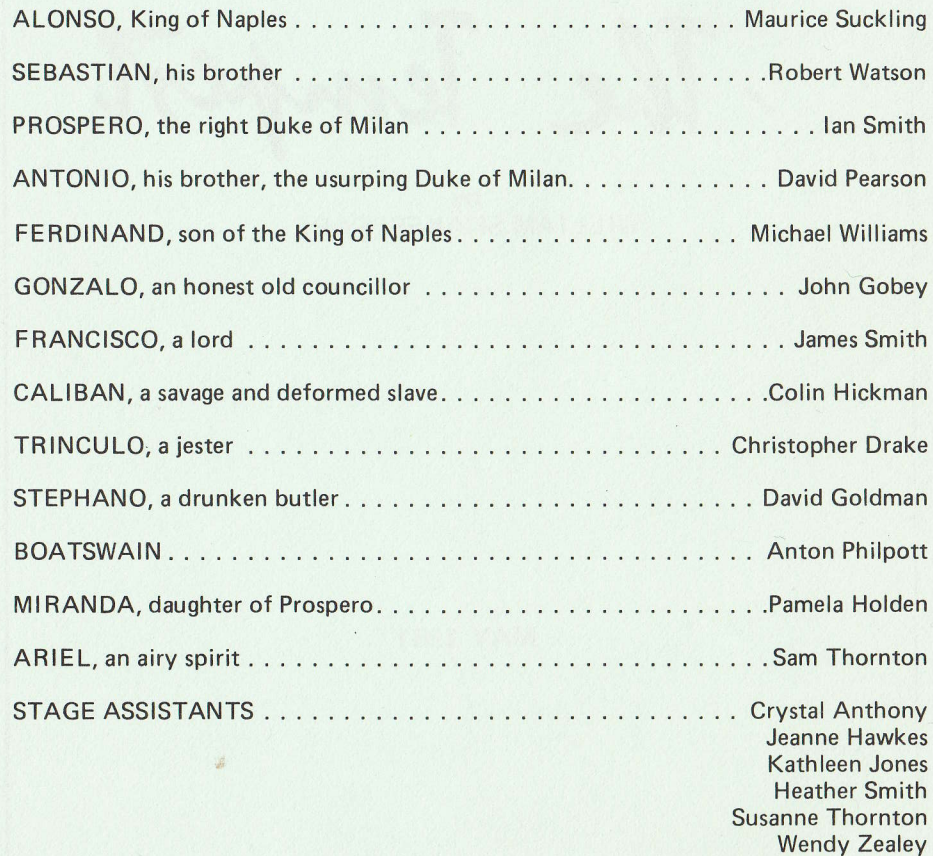 ALONSO, King of Naples . . . . . . . . . . . . . . . . . . . . . . . . . . . . . . . . Maurice Suckling
SEBASTIAN, his brother . . . . . . . . . . . . . . . . . . . . . . . . . . . . . . . .Robert Watson
PROSPERO, the right Duke of Milan . . . . . . . . . . . . . . . . . . . . . . . . . . . Ian Smith
ANTONIO, his brother, the usurping Duke of Milan. . . . . . . . . . . . . . David Pearson
FERDINAND, son of the King of Naples . . . . . . . . . . . . . . . . . . . . Michael Williams
GONZALO, an honest old councillor . . . . . . . . . . . . . . . . . . . . . . . . John Gobey
FRANCISCO, a lord . . . . . . . . . . . . . . . . . . . . . . . . . . . . . . . . . . . James Smith
CALIBAN, a savage and deformed slave. . . . . . . . . . . . . . . . . . . . . . .Colin Hickman
TRINCULO, a jester . . . . . . . . . . . . . . . . . . . . . . . . . . . . . . . Christopher Drake
STEPHANO, a drunken butler . . . . . . . . . . . . . . . . . . . . . . . . . . . David Goldman
BOATSWAIN . . . . . . . . . . . . . . . . . . . . . . . . . . . . . . . . . . . . . . Anton Philpott
MIRANDA, daughter of Prospero. . . . . . . . . . . . . . . . . . . . . . . . . . .Pamela Holden
ARIEL, an airy spirit . . . . . . . . . . . . . . . . . . . . . . . . . . . . . . . . . . . Sam Thornton
STAGE ASSISTANTS . . . . . . . . . . . . . . . . . . . . . . . . . . . . . . . . Crystal Anthony
Jeanne Hawkes
Kathleen Jones
Heather Smith
Susanne Thornton
Wendy Zealey